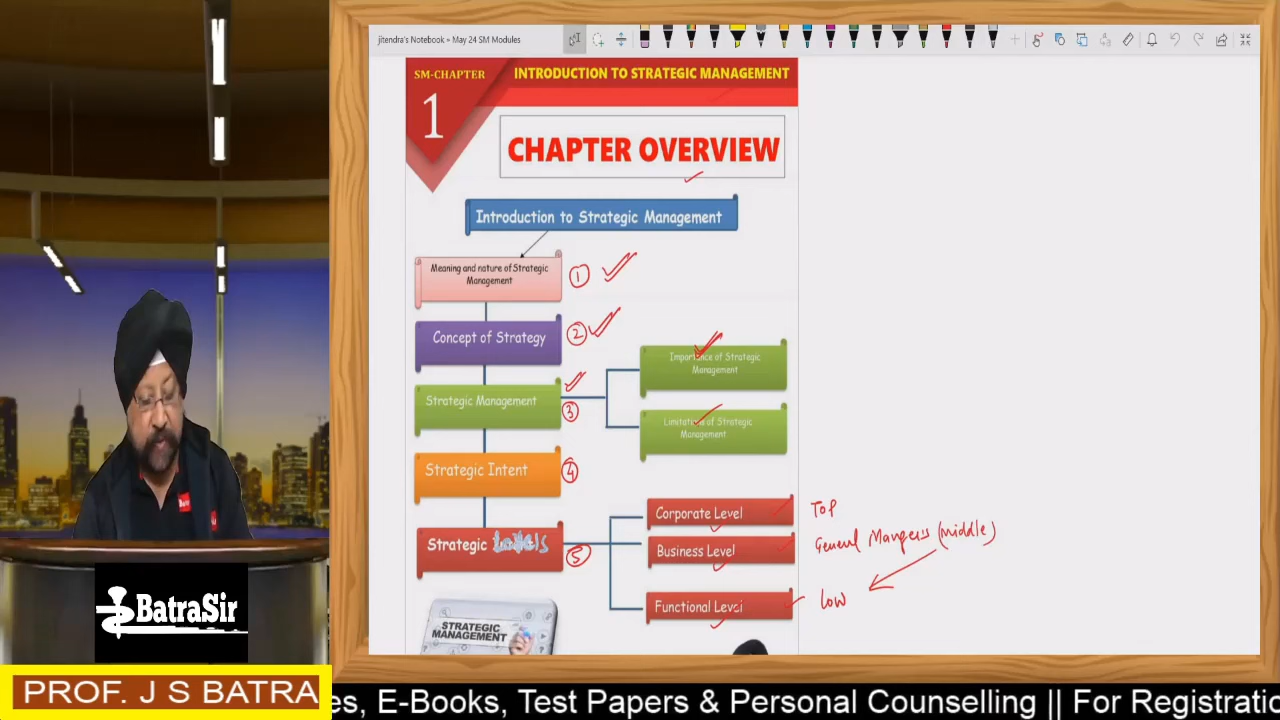 jitendra's Notebook » May 24 SM Modules
SM-CHAPTER
INTRODUCTION TO STRATEGIC MANAGEMENT
1
CHAPTER OVERVIEW
Introduction to Strategic Management
Meaning and nature of Strategic
Management
1
Concept of Strategy
2
Importance of Strategic
Management
Strategic Management
3
Limitations of Strategic
Management
Strategic Intent
4
Corporate Level
Top
Strategic Levels
5
Business Level
General Mangers (middle)
Functional Level
Low
STRATEGIC
MANAGEMENT
BatraSir
PROF. J S BATRA
es, E-Books, Test Papers & Personal Counselling || For Registratio